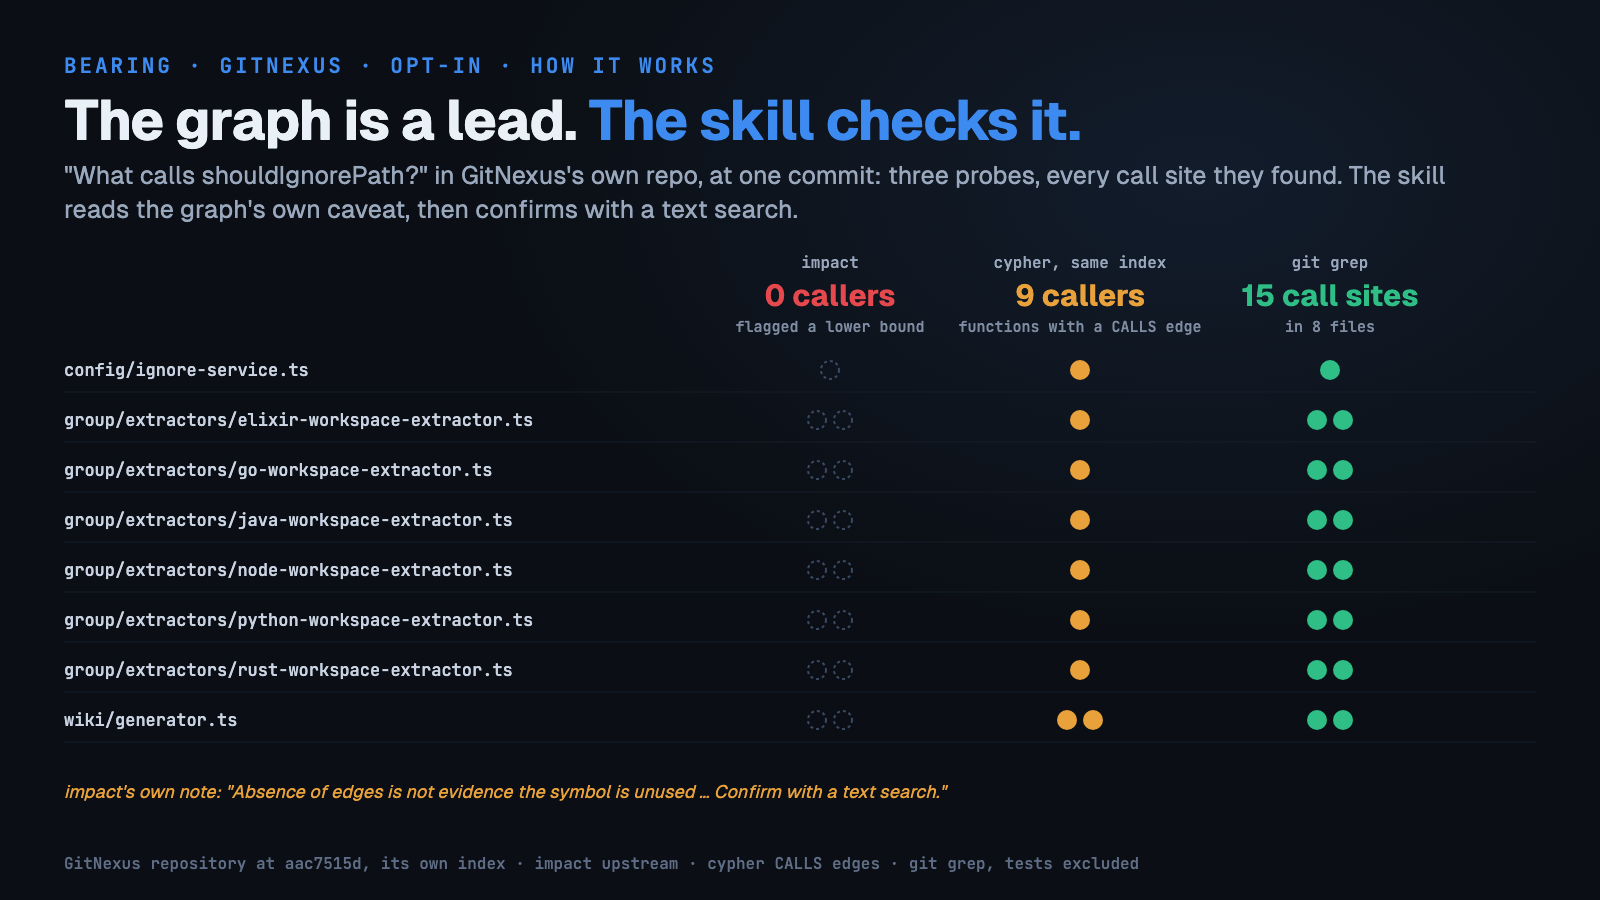 BEARING · GITNEXUS · OPT-IN · HOW IT WORKS
The graph is a lead. The skill checks it.
"What calls shouldIgnorePath?" in GitNexus's own repo, at one commit: three probes, every call site they found. The skill
reads the graph's own caveat, then confirms with a text search.
impact cypher, same index git grep
0 callers 9 callers 15 call sites
flagged a lower bound functions with a CALLS edge in 8 files
config/ignore-service.ts
group/extractors/elixir-workspace-extractor.ts
group/extractors/go-workspace-extractor.ts
group/extractors/java-workspace-extractor.ts
group/extractors/node-workspace-extractor.ts
group/extractors/python-workspace-extractor.ts
group/extractors/rust-workspace-extractor.ts
wiki/generator.ts
impact's own note: "Absence of edges is not evidence the symbol is unused … Confirm with a text search."
GitNexus repository at aac7515d, its own index · impact upstream · cypher CALLS edges · git grep, tests excluded